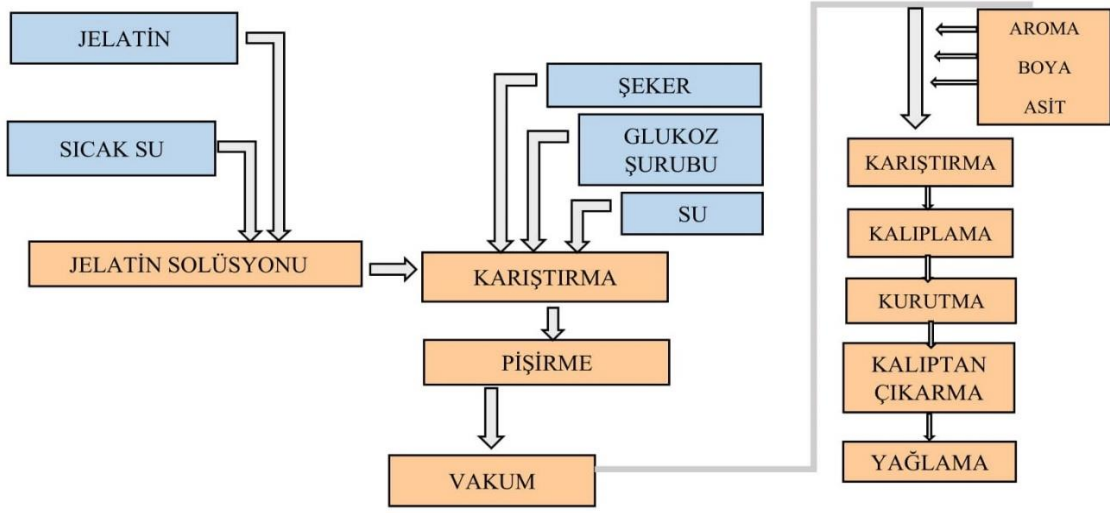 JELATİN
SICAK SU
JELATİN SOLÜSYONU
ŞEKER
GLUKOZ
ŞURUBU
SU
KARIŞTIRMA
PİŞİRME
VAKUM
AROMA
BOYA
ASİT
KARIŞTIRMA
KALIPLAMA
KURUTMA
KALIPTAN
ÇIKARMA
YAĞLAMA